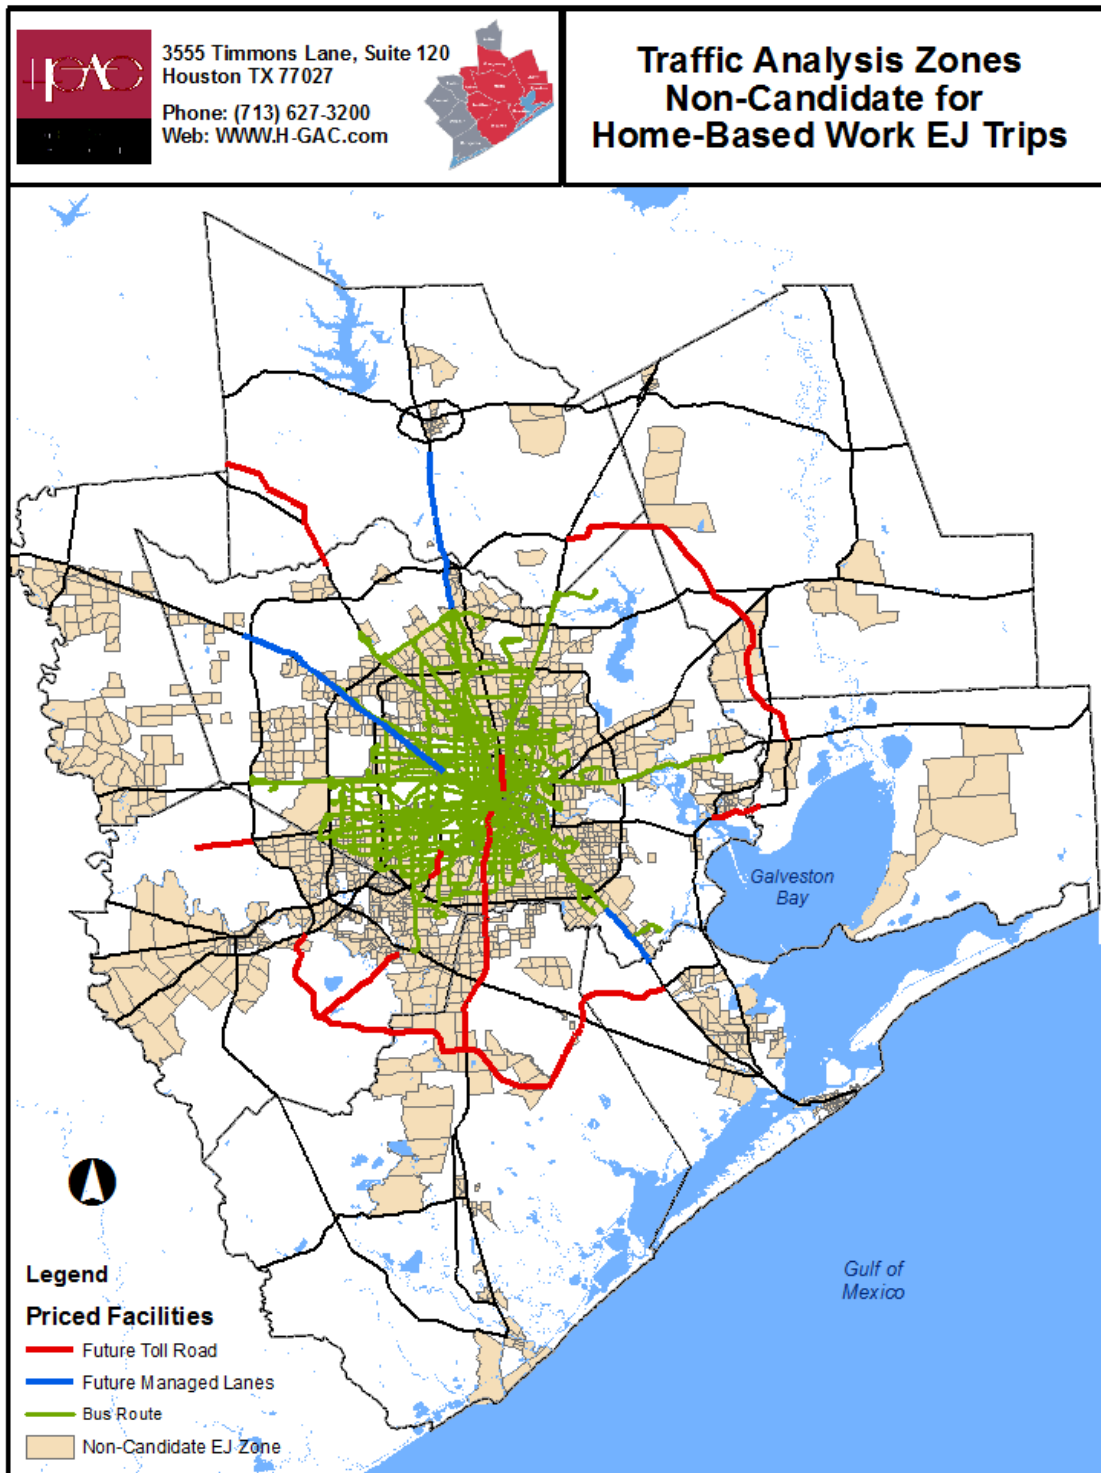 H-GAC
3555 Timmons Lane, Suite 120
Houston TX 77027
Phone: (713) 627-3200
Web: WWW.H-GAC.com
Traffic Analysis Zones
Non-Candidate for
Home-Based Work EJ Trips
Galveston
Bay
Gulf of
Mexico
Legend
Priced Facilities
Future Toll Road
Future Managed Lanes
Bus Route
Non-Candidate EJ Zone